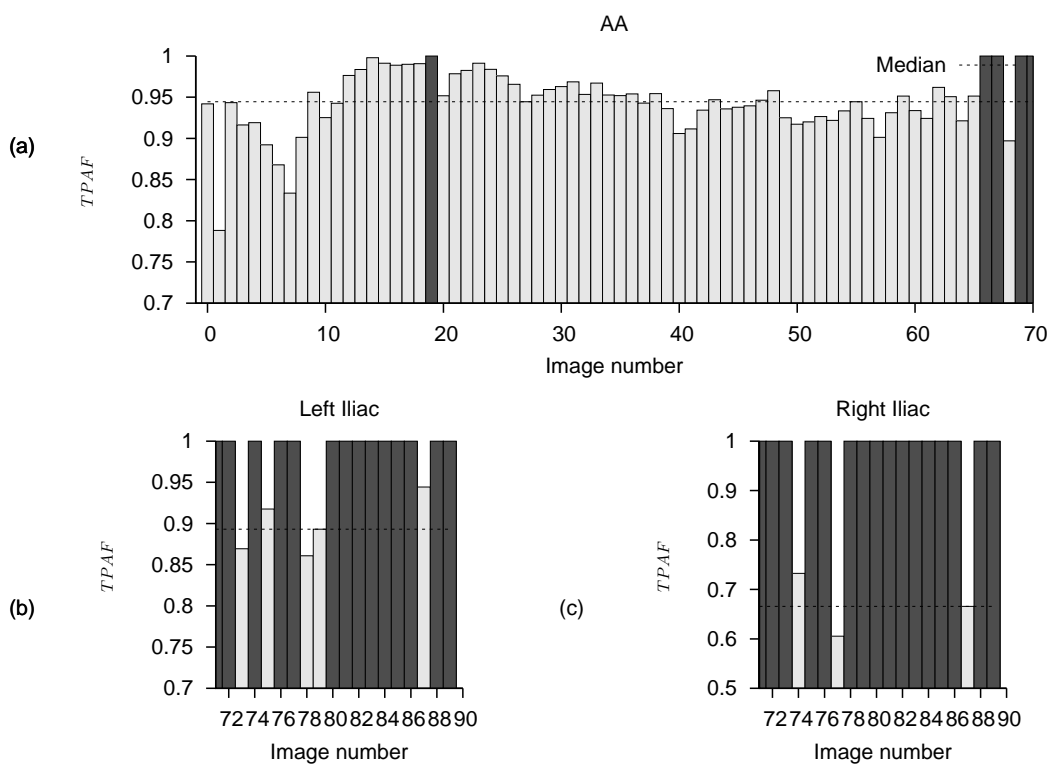 AA
1
0.95
0.9
0.85
0.8
0.75
0.7
(a)
TPAF
Median
0 10 20 30 40 50 60 70
Image number
Left Iliac
1
0.95
0.9
0.85
0.8
0.75
0.7
(b)
TPAF
72 74 76 78 80 82 84 86 88 90
Image number
Right Iliac
1
0.9
0.8
0.7
0.6
0.5
(c)
TPAF
72 74 76 78 80 82 84 86 88 90
Image number